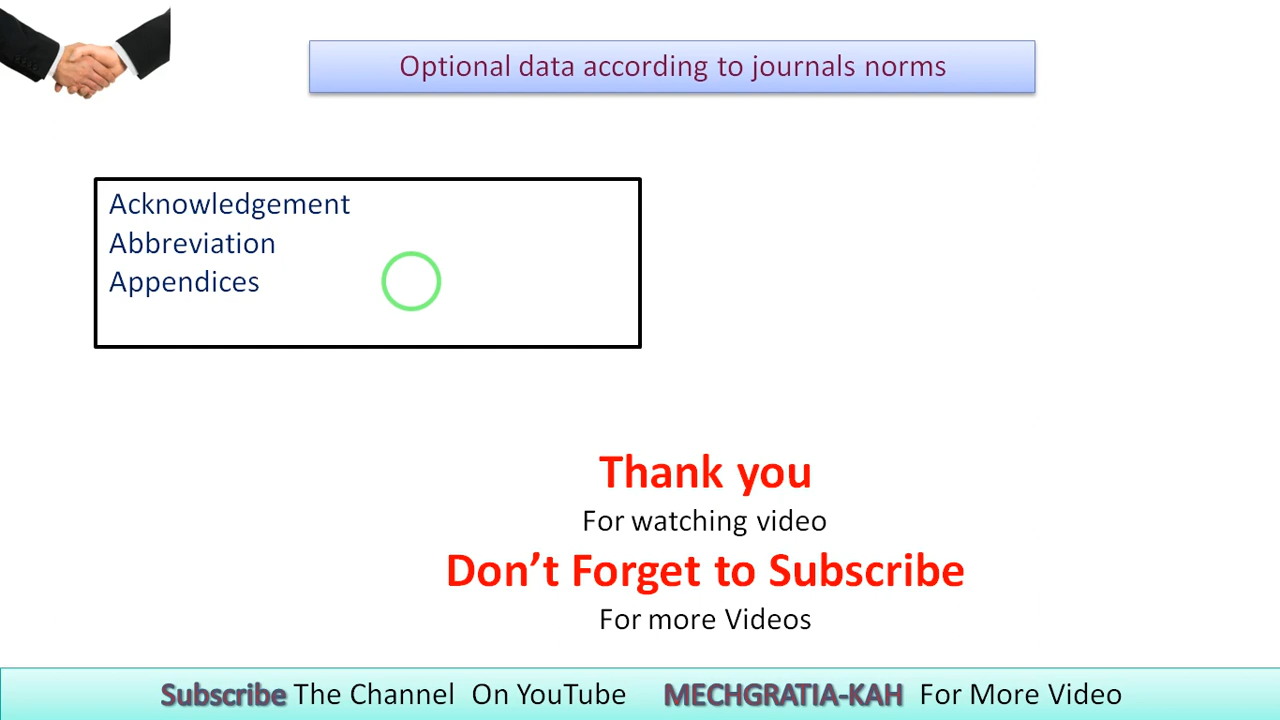 Optional data according to journals norms
Acknowledgement
Abbreviation
Appendices
Thank you
For watching video
Don’t Forget to Subscribe
For more Videos
Subscribe The Channel On YouTube MECHGRATIA-KAH For More Video